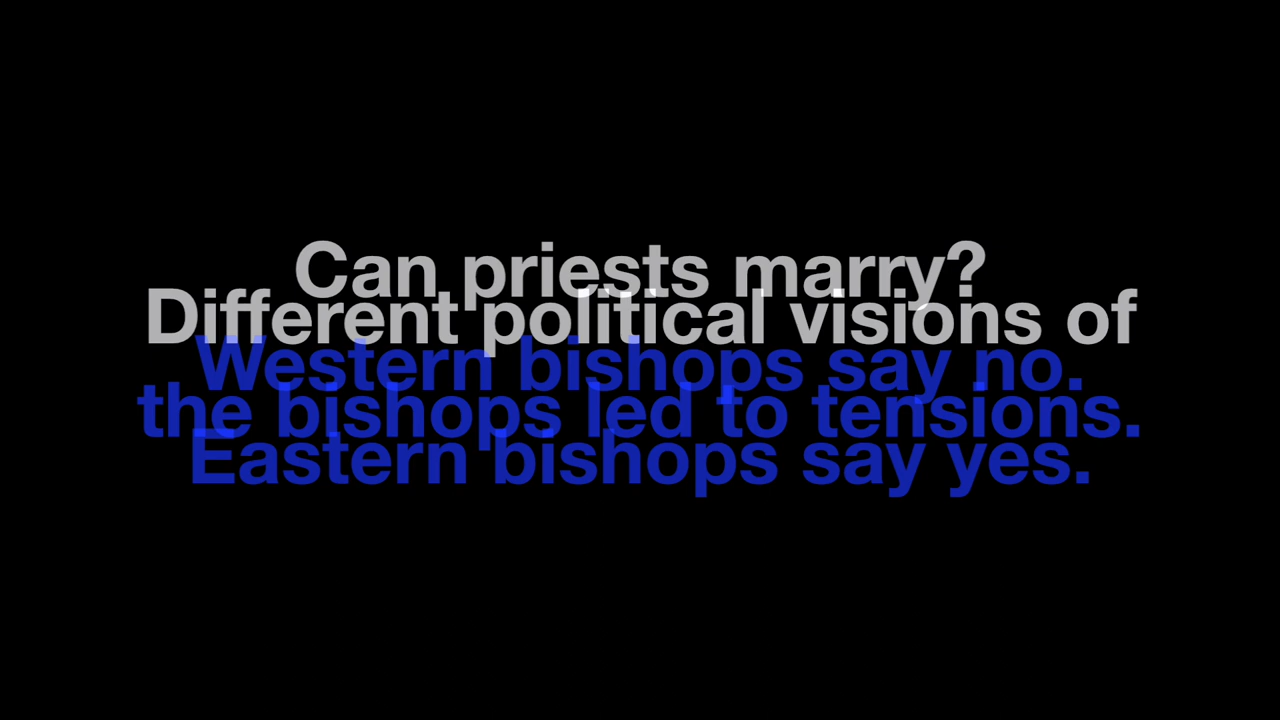 Can priests marry?
Different political visions of
Western bishops say no.
the bishops led to tensions.
Eastern bishops say yes.